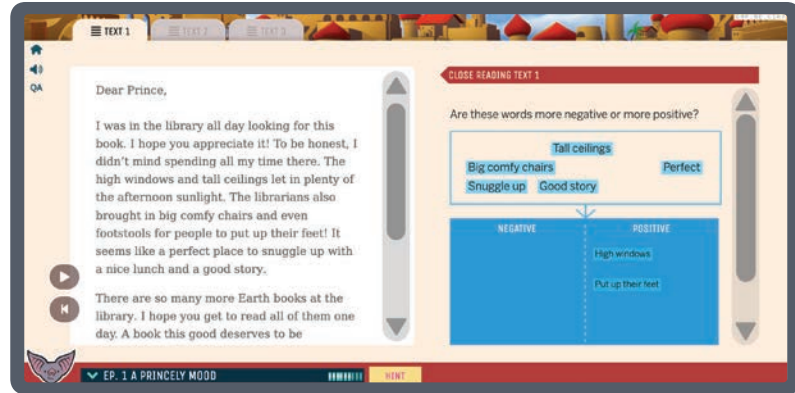 TEXT 1
TEXT 2
TEXT 3
QA
Dear Prince,
I was in the library all day looking for this
book. I hope you appreciate it! To be honest, I
didn't mind spending all my time there. The
high windows and tall ceilings let in plenty of
the afternoon sunlight. The librarians also
brought in big comfy chairs and even
footstools for people to put up their feet! It
seems like a perfect place to snuggle up with
a nice lunch and a good story.
There are so many more Earth books at the
library. I hope you get to read all of them one
day. A book this good deserves to be
CLOSE READING TEXT 1
Are these words more negative or more positive?
Tall ceilings
Big comfy chairs
Perfect
Snuggle up
Good story
NEGATIVE
POSITIVE
High windows
Put up their feet
EP. 1 A PRINCELY MOOD
HINT